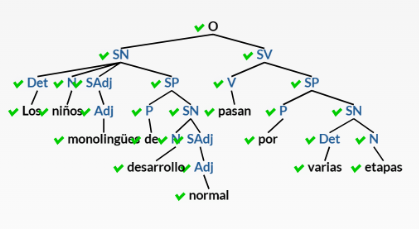 O
SN SV
Det N SAdj SP V SP
Los niños Adj P SN pasan P SN
monolingües de N SAdj por Det N
desarrollo Adj varias etapas
normal